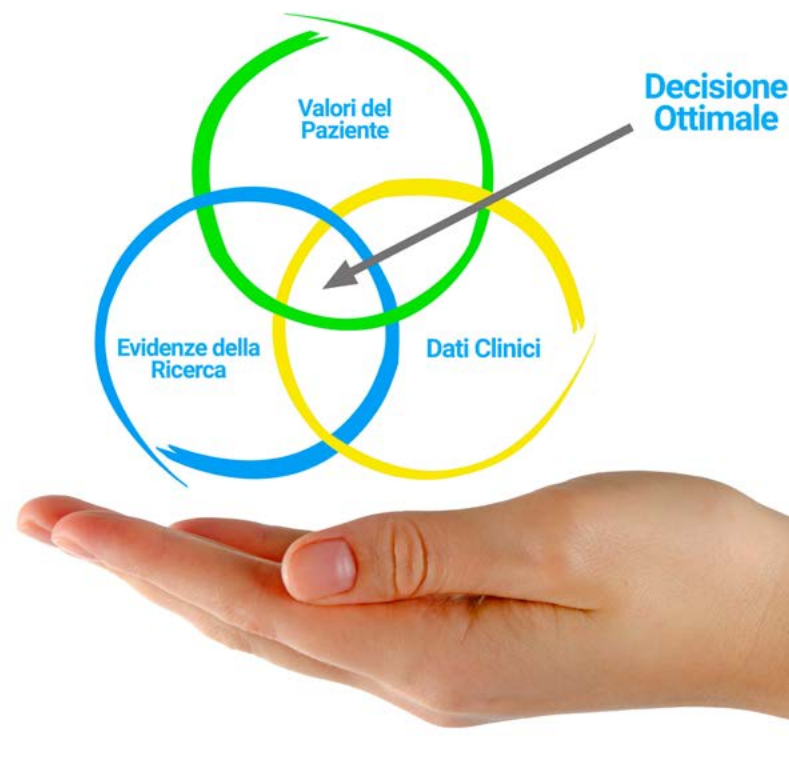 Valori del
Paziente
Decisione
Ottimale
Evidenze della
Ricerca
Dati Clinici